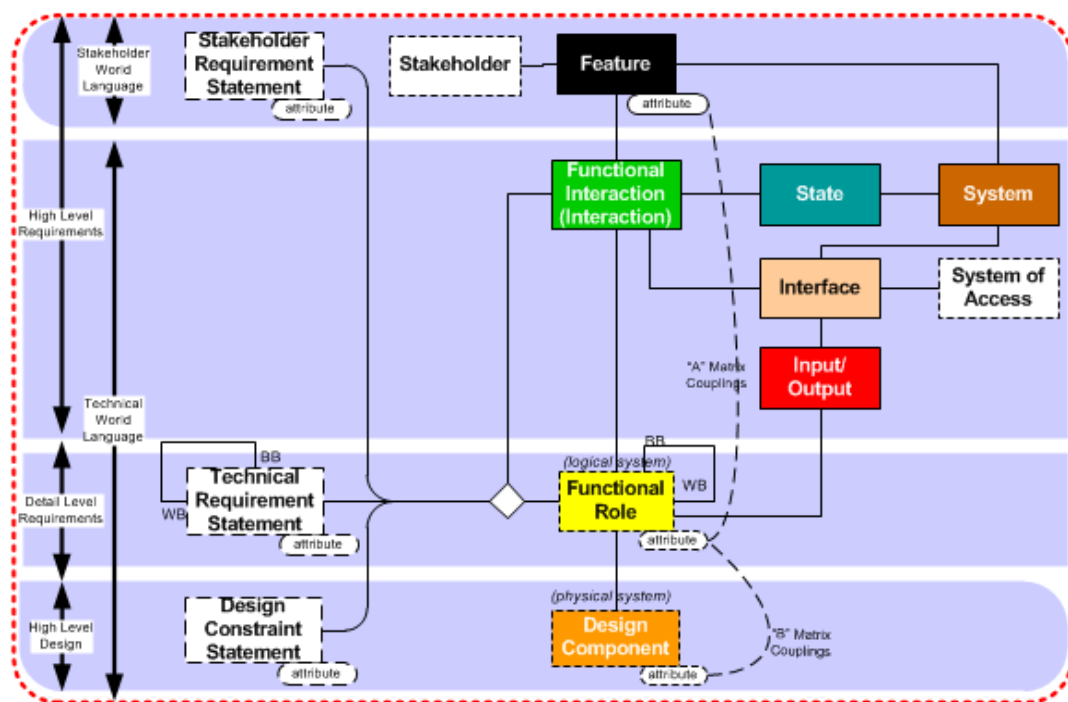 Stakeholder
World
Language
Stakeholder
Requirement
Statement
attribute
Stakeholder
Feature
attribute
High Level
Requirements
Functional
Interaction
(Interaction)
State
System
Interface
System of
Access
Input/
Output
"A" Matrix
Couplings
Technical
World
Language
Detail Level
Requirements
BB
WB
Technical
Requirement
Statement
attribute
(logical system)
BB
WB
Functional
Role
attribute
High Level
Design
Design
Constraint
Statement
attribute
(physical system)
Design
Component
attribute
"B" Matrix
Couplings